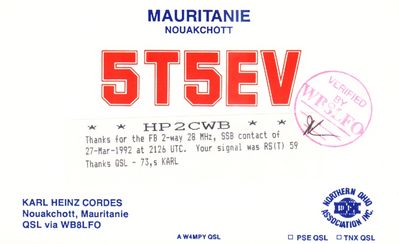 MAURITANIE
NOUAKCHOTT
5T5EV
VERIFIED
BY
WB8LFO
* * HP2CWB * *
Thanks for the FB 2-way 28 MHz, SSB contact of
27-Mar-1992 at 2126 UTC. Your signal was RS(T) 59
Thanks QSL - 73,s KARL
KARL HEINZ CORDES
Nouakchott, Mauritanie
QSL via WB8LFO
NORTHERN OHIO
DX
ASSOCIATION INC.
A W4MPY QSL
□ PSE QSL □ TNX QSL